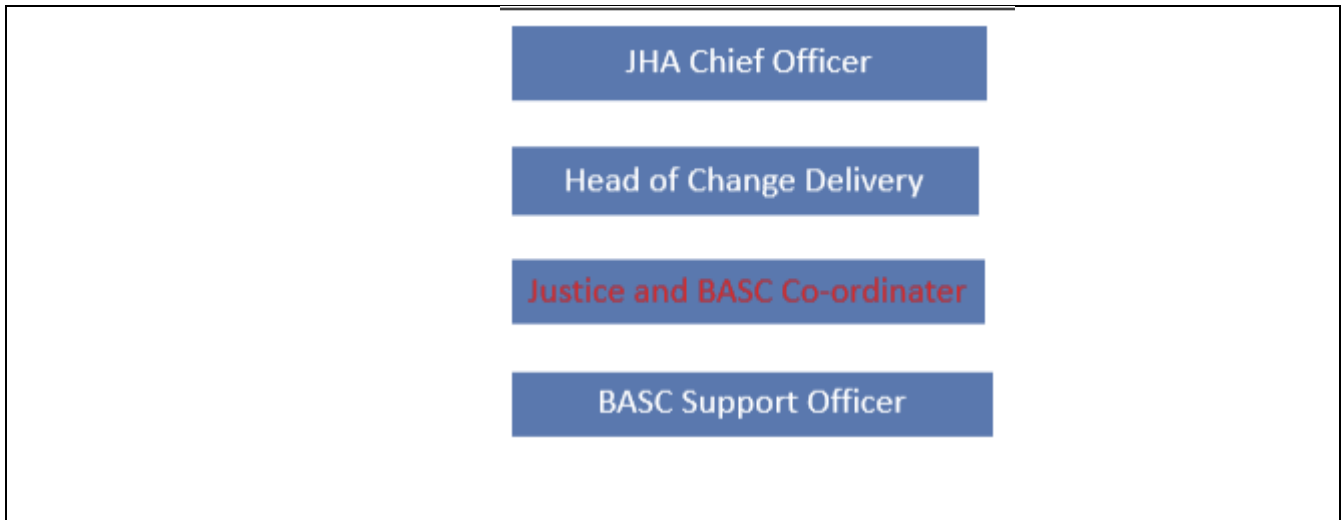 JHA Chief Officer
Head of Change Delivery
Justice and BASC Co-ordinater
BASC Support Officer